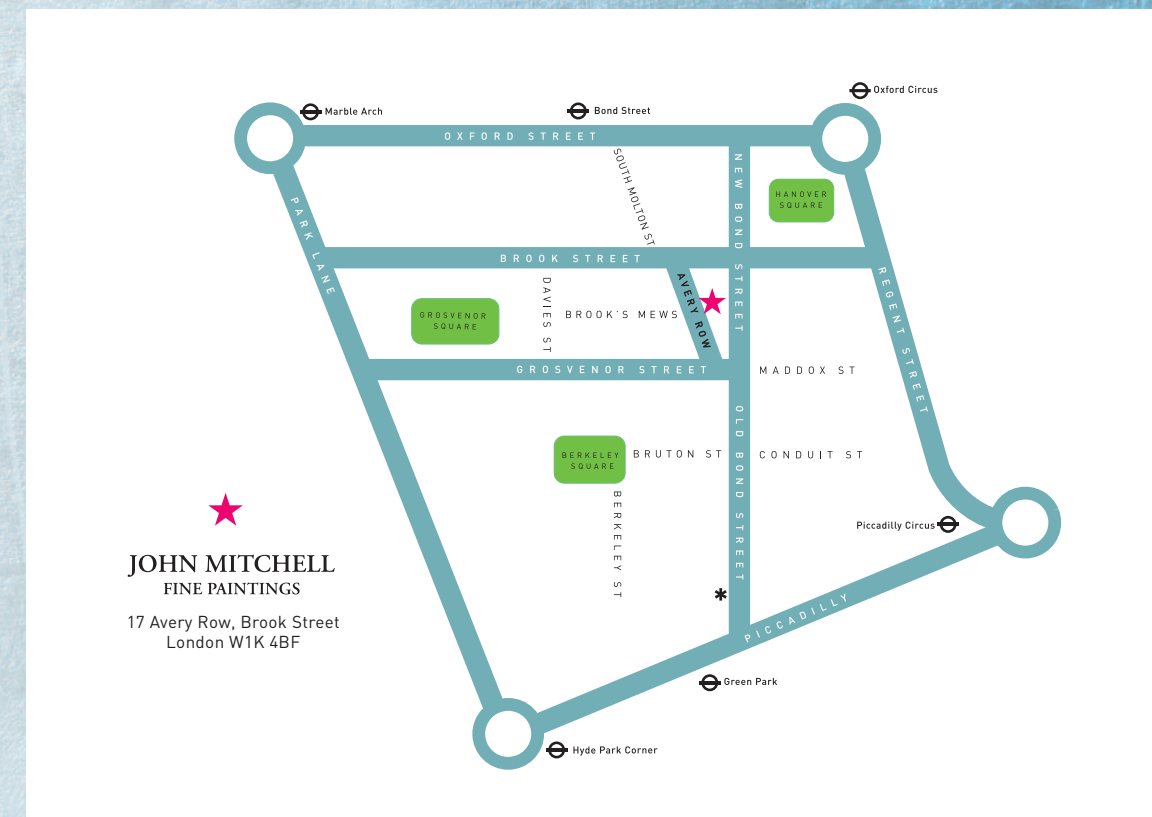 Oxford Circus
Marble Arch
Bond Street
OXFORD STREET
SOUTH MOLTON ST
NEW BOND STREET
HANOVER
SQUARE
PARK LANE
BROOK STREET
REGENT STREET
DAVIES ST
AVERY ROW
GROSVENOR
SQUARE
BROOK'S MEWS
GROSVENOR STREET
MADDOX ST
OLD BOND STREET
BERKELEY
SQUARE
BRUTON ST
CONDUIT ST
BERKELEY ST
Piccadilly Circus
JOHN MITCHELL
FINE PAINTINGS
17 Avery Row, Brook Street
London W1K 4BF
*
PICCADILLY
Green Park
Hyde Park Corner